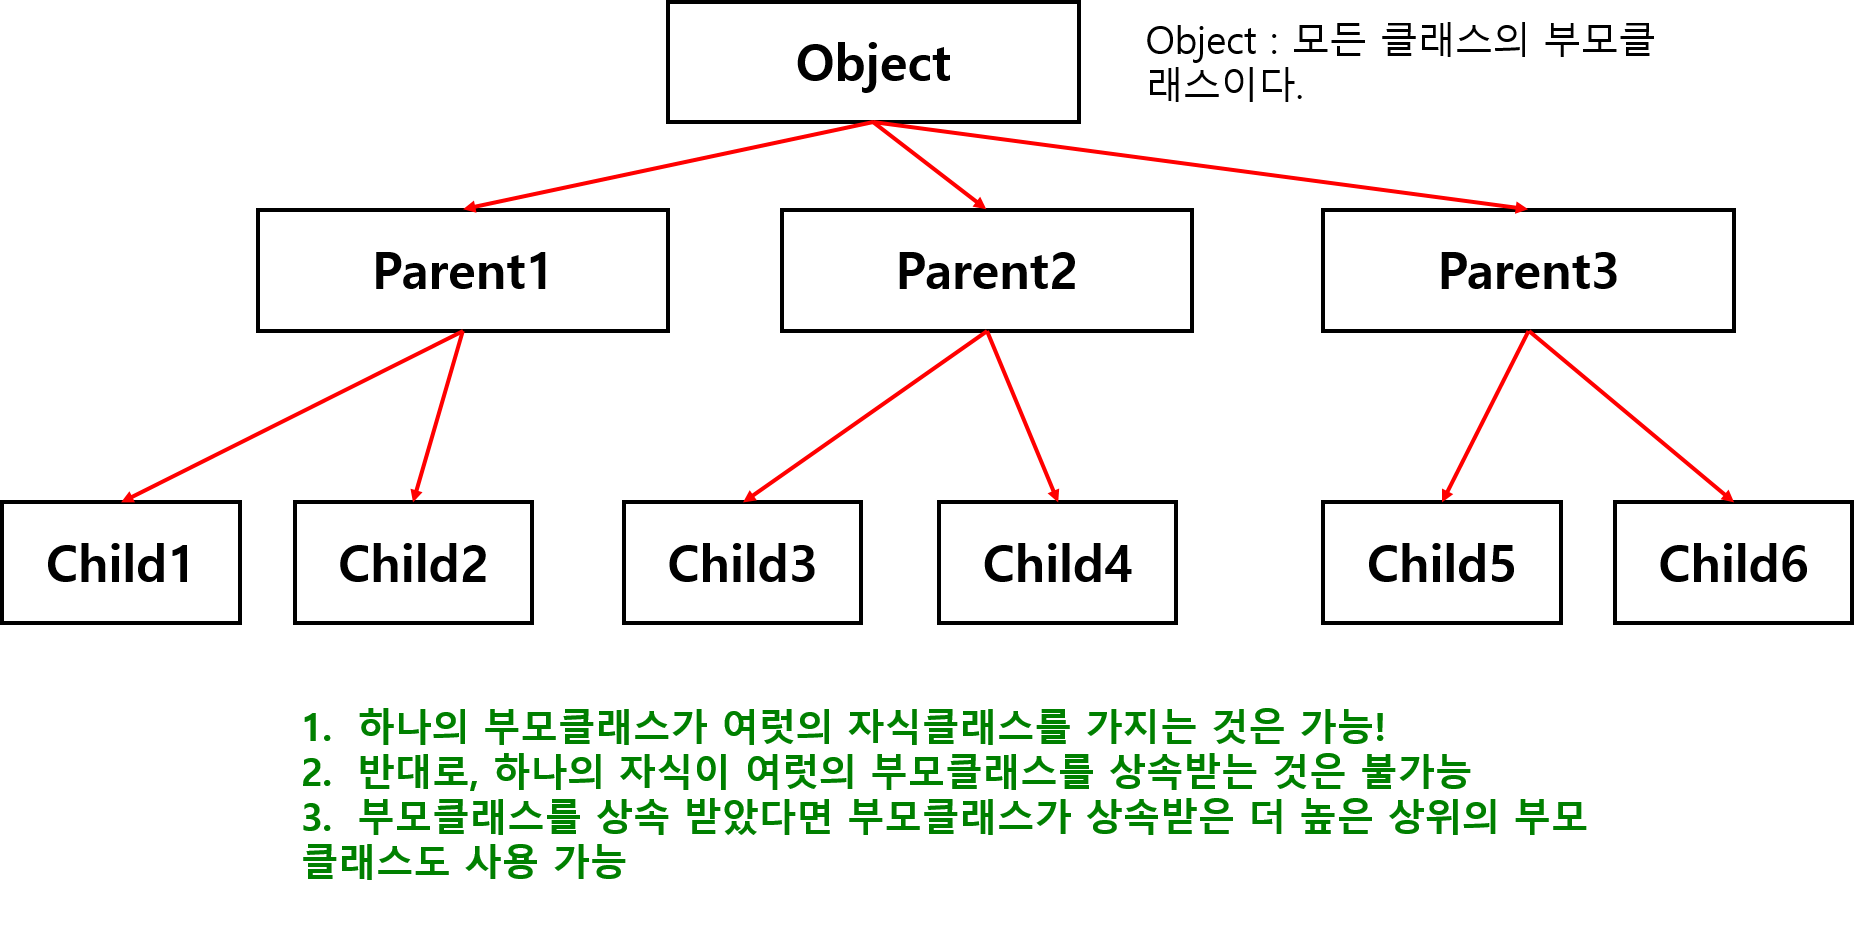 Object
Object : 모든 클래스의 부모클
래스이다.
Parent1
Parent2
Parent3
Child1
Child2
Child3
Child4
Child5
Child6
1. 하나의 부모클래스가 여럿의 자식클래스를 가지는 것은 가능!
2. 반대로, 하나의 자식이 여럿의 부모클래스를 상속받는 것은 불가능
3. 부모클래스를 상속 받았다면 부모클래스가 상속받은 더 높은 상위의 부모
클래스도 사용 가능